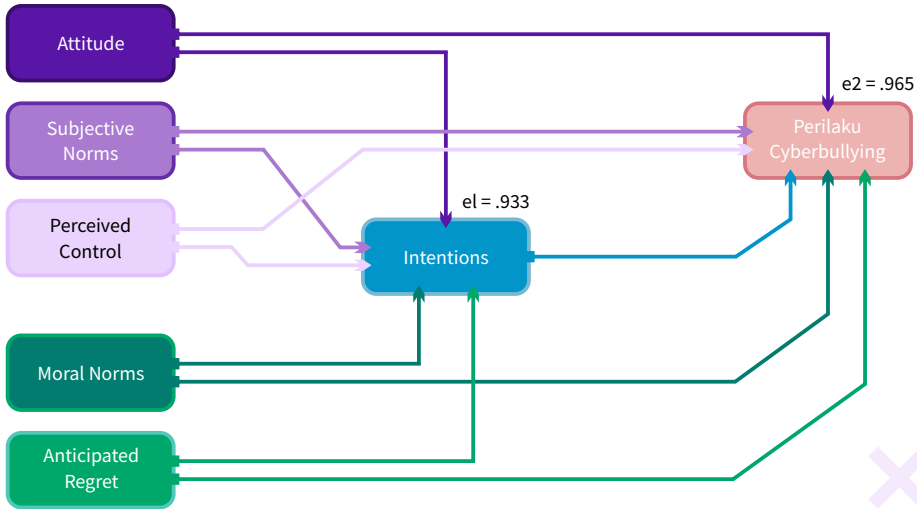 Attitude
e2 = .965
Subjective
Norms
Perilaku
Cyberbullying
Perceived
Control
el = .933
Intentions
Moral Norms
Anticipated
Regret